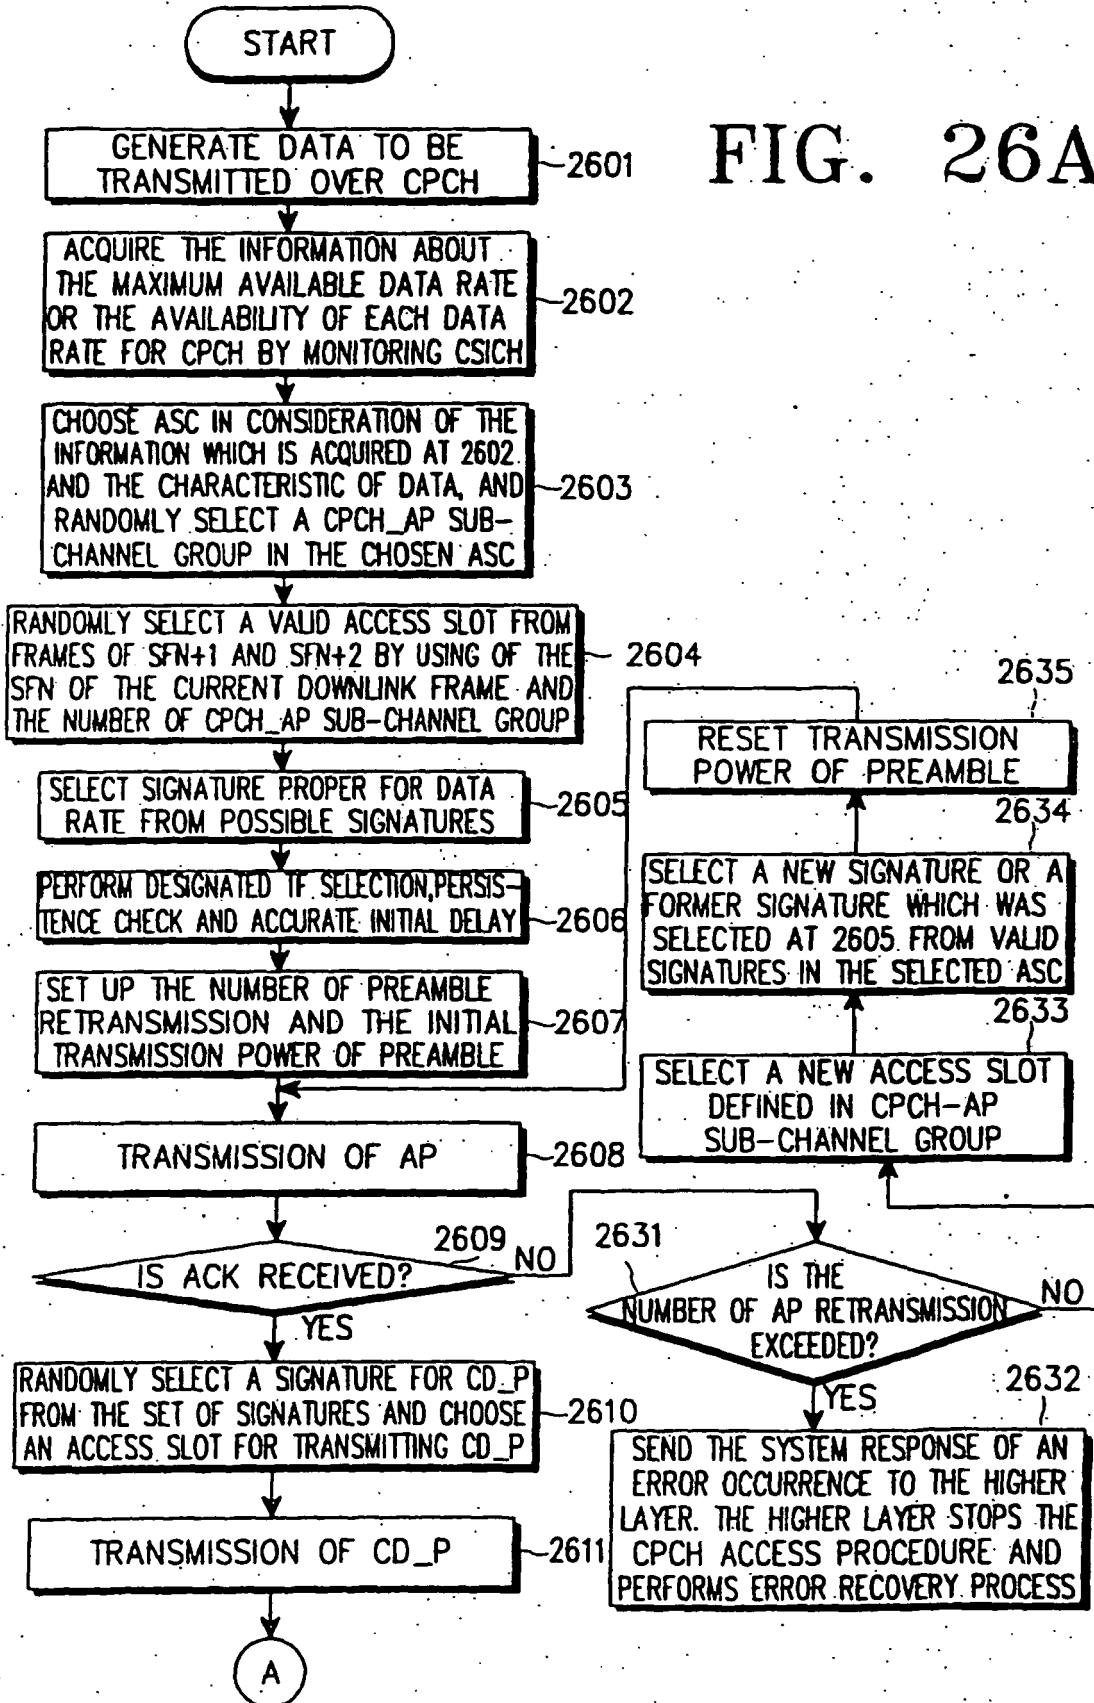 START
FIG. 26A
GENERATE DATA TO BE
TRANSMITTED OVER CPCH
2601
ACQUIRE THE INFORMATION ABOUT
THE MAXIMUM AVAILABLE DATA RATE
OR THE AVAILABILITY OF EACH DATA
RATE FOR CPCH BY MONITORING CSICH
2602
CHOOSE ASC IN CONSIDERATION OF THE
INFORMATION WHICH IS ACQUIRED AT 2602
AND THE CHARACTERISTIC OF DATA, AND
RANDOMLY SELECT A CPCH_AP SUB-
CHANNEL GROUP IN THE CHOSEN ASC
2603
RANDOMLY SELECT A VALID ACCESS SLOT FROM
FRAMES OF SFN+1 AND SFN+2 BY USING OF THE
SFN OF THE CURRENT DOWNLINK FRAME AND
THE NUMBER OF CPCH_AP SUB-CHANNEL GROUP
2604
SELECT SIGNATURE PROPER FOR DATA
RATE FROM POSSIBLE SIGNATURES
2605
PERFORM DESIGNATED TF SELECTION, PERSIS-
TENCE CHECK AND ACCURATE INITIAL DELAY
2606
SET UP THE NUMBER OF PREAMBLE
RETRANSMISSION AND THE INITIAL
TRANSMISSION POWER OF PREAMBLE
2607
TRANSMISSION OF AP
2608
IS ACK RECEIVED?
2609
NO
YES
RANDOMLY SELECT A SIGNATURE FOR CD_P
FROM THE SET OF SIGNATURES AND CHOOSE
AN ACCESS SLOT FOR TRANSMITTING CD_P
2610
TRANSMISSION OF CD_P
2611
A
2635
RESET TRANSMISSION
POWER OF PREAMBLE
2634
SELECT A NEW SIGNATURE OR A
FORMER SIGNATURE WHICH WAS
SELECTED AT 2605 FROM VALID
SIGNATURES IN THE SELECTED ASC
2633
SELECT A NEW ACCESS SLOT
DEFINED IN CPCH-AP
SUB-CHANNEL GROUP
2631
IS THE
NUMBER OF AP RETRANSMISSION
EXCEEDED?
NO
YES
2632
SEND THE SYSTEM RESPONSE OF AN
ERROR OCCURRENCE TO THE HIGHER
LAYER. THE HIGHER LAYER STOPS THE
CPCH ACCESS PROCEDURE AND
PERFORMS ERROR RECOVERY PROCESS